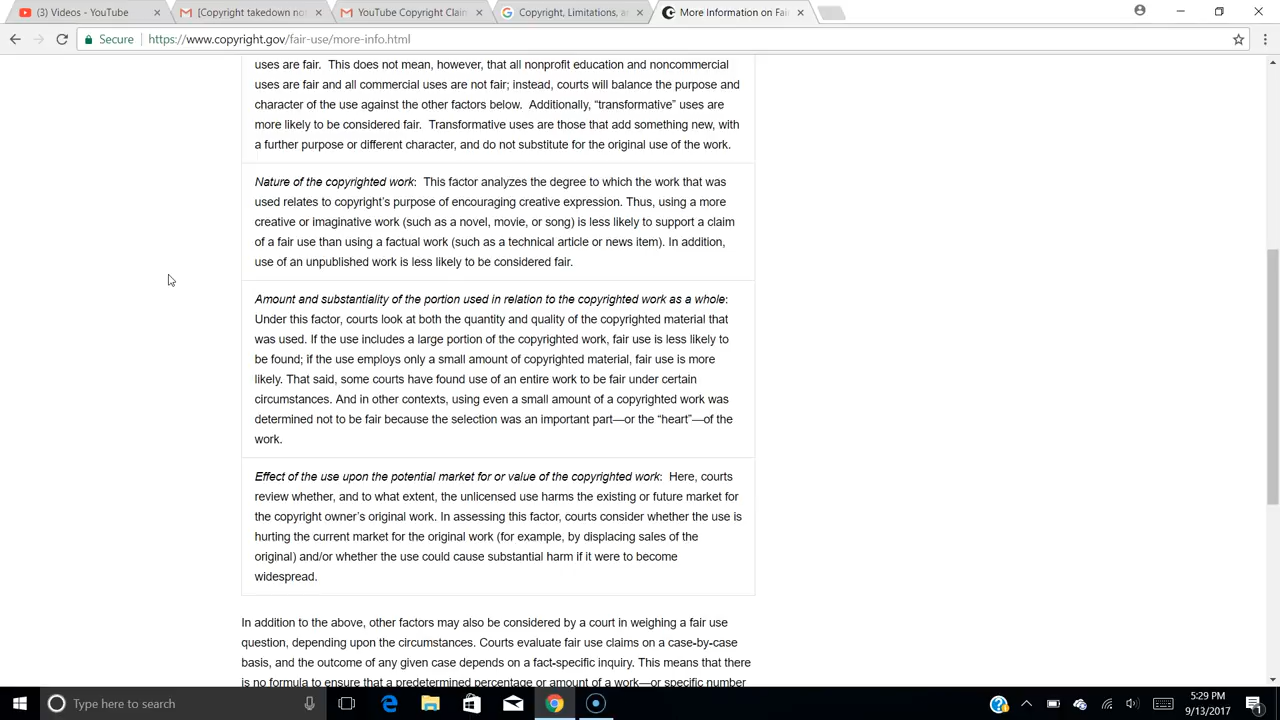 (3) Videos - YouTube
[Copyright takedown no
YouTube Copyright Clai
Copyright, Limitations, a
More Information on Fai
Secure
https://www.copyright.gov/fair-use/more-info.html
uses are fair. This does not mean, however, that all nonprofit education and noncommercial
uses are fair and all commercial uses are not fair; instead, courts will balance the purpose and
character of the use against the other factors below. Additionally, “transformative” uses are
more likely to be considered fair. Transformative uses are those that add something new, with
a further purpose or different character, and do not substitute for the original use of the work.
Nature of the copyrighted work: This factor analyzes the degree to which the work that was
used relates to copyright’s purpose of encouraging creative expression. Thus, using a more
creative or imaginative work (such as a novel, movie, or song) is less likely to support a claim
of a fair use than using a factual work (such as a technical article or news item). In addition,
use of an unpublished work is less likely to be considered fair.
Amount and substantiality of the portion used in relation to the copyrighted work as a whole:
Under this factor, courts look at both the quantity and quality of the copyrighted material that
was used. If the use includes a large portion of the copyrighted work, fair use is less likely to
be found; if the use employs only a small amount of copyrighted material, fair use is more
likely. That said, some courts have found use of an entire work to be fair under certain
circumstances. And in other contexts, using even a small amount of a copyrighted work was
determined not to be fair because the selection was an important part—or the “heart”—of the
work.
Effect of the use upon the potential market for or value of the copyrighted work: Here, courts
review whether, and to what extent, the unlicensed use harms the existing or future market for
the copyright owner’s original work. In assessing this factor, courts consider whether the use is
hurting the current market for the original work (for example, by displacing sales of the
original) and/or whether the use could cause substantial harm if it were to become
widespread.
In addition to the above, other factors may also be considered by a court in weighing a fair use
question, depending upon the circumstances. Courts evaluate fair use claims on a case-by-case
basis, and the outcome of any given case depends on a fact-specific inquiry. This means that there
is no formula to ensure that a predetermined percentage or amount of a work—or specific number
Type here to search
5:29 PM
9/13/2017
1